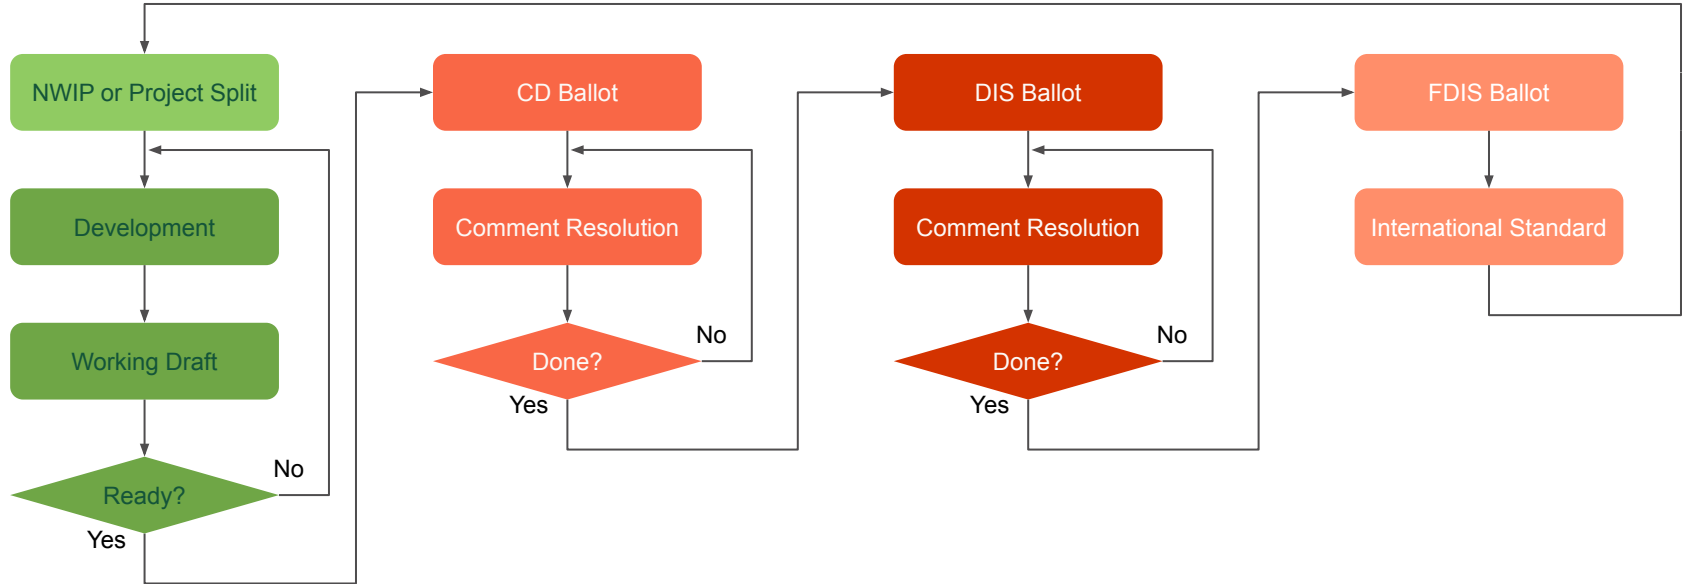 NWIP or Project Split
Development
Working Draft
Ready?
No
Yes
CD Ballot
Comment Resolution
Done?
No
Yes
DIS Ballot
Comment Resolution
Done?
No
Yes
FDIS Ballot
International Standard